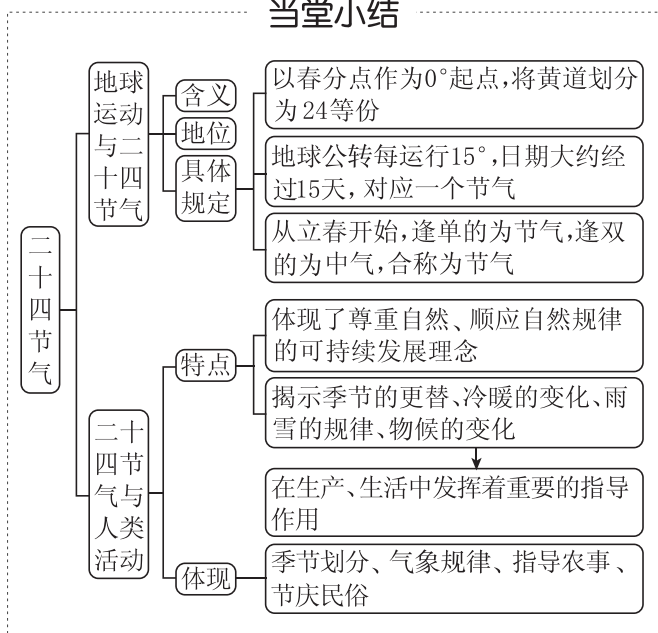 当堂小结
二十四节气
地球
运动
与二
十四
节气
含义
地位
具体
规定
以春分点作为0°起点,将黄道划分
为24等份
地球公转每运行15°,日期大约经
过15天,对应一个节气
从立春开始,逢单的为节气,逢双
的为中气,合称为节气
二十
四节
气与
人类
活动
特点
体现了尊重自然、顺应自然规律
的可持续发展理念
揭示季节的更替、冷暖的变化、雨
雪的规律、物候的变化
在生产、生活中发挥着重要的指导
作用
体现
季节划分、气象规律、指导农事、
节庆民俗